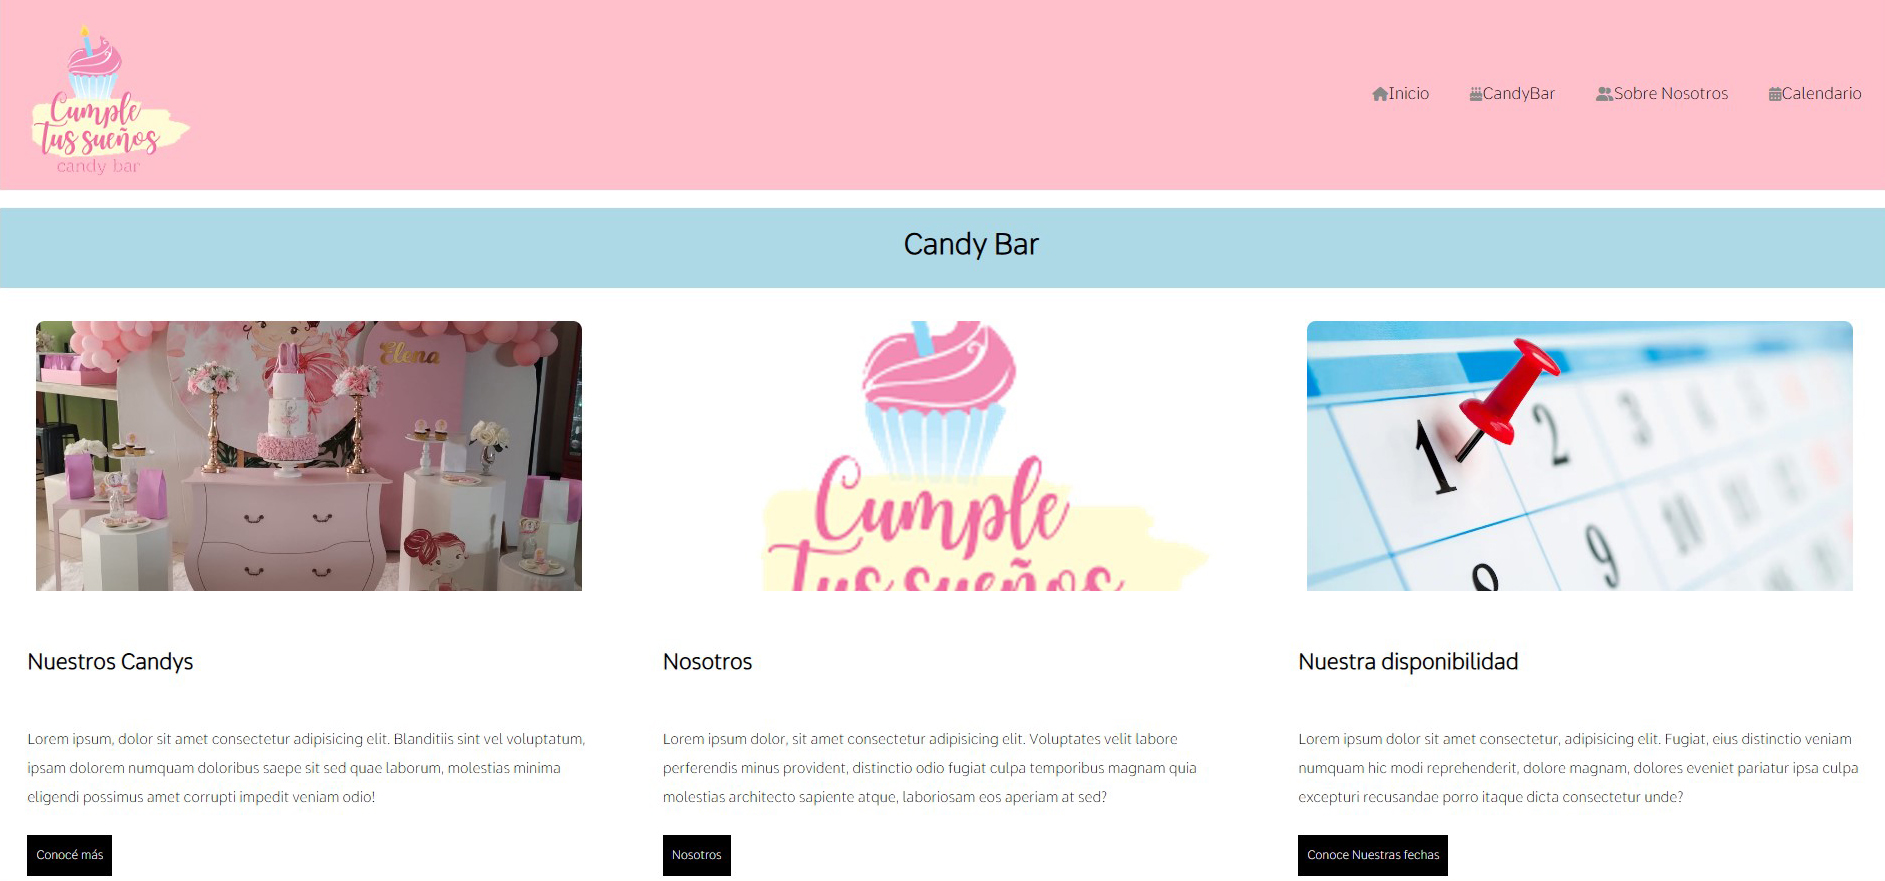 Cumple
tus sueños
candy bar
Inicio
CandyBar
Sobre Nosotros
Calendario
Candy Bar
Elena
Cumple
Tus sueños
1
2
3
4
8
9
10
11
Nuestros Candys
Nosotros
Nuestra disponibilidad
Lorem ipsum, dolor sit amet consectetur adipisicing elit. Blanditiis sint vel voluptatum,
ipsam dolorem numquam doloribus saepe sit sed quae laborum, molestias minima
eligendi possimus amet corrupti impedit veniam odio!
Lorem ipsum dolor, sit amet consectetur adipisicing elit. Voluptates velit labore
perferendis minus provident, distinctio odio fugiat culpa temporibus magnam quia
molestias architecto sapiente atque, laboriosam eos aperiam at sed?
Lorem ipsum dolor sit amet consectetur, adipisicing elit. Fugiat, eius distinctio veniam
numquam hic modi reprehenderit, dolore magnam, dolores eveniet pariatur ipsa culpa
excepturi recusandae porro itaque dicta consectetur unde?
Conocé más
Nosotros
Conoce Nuestras fechas